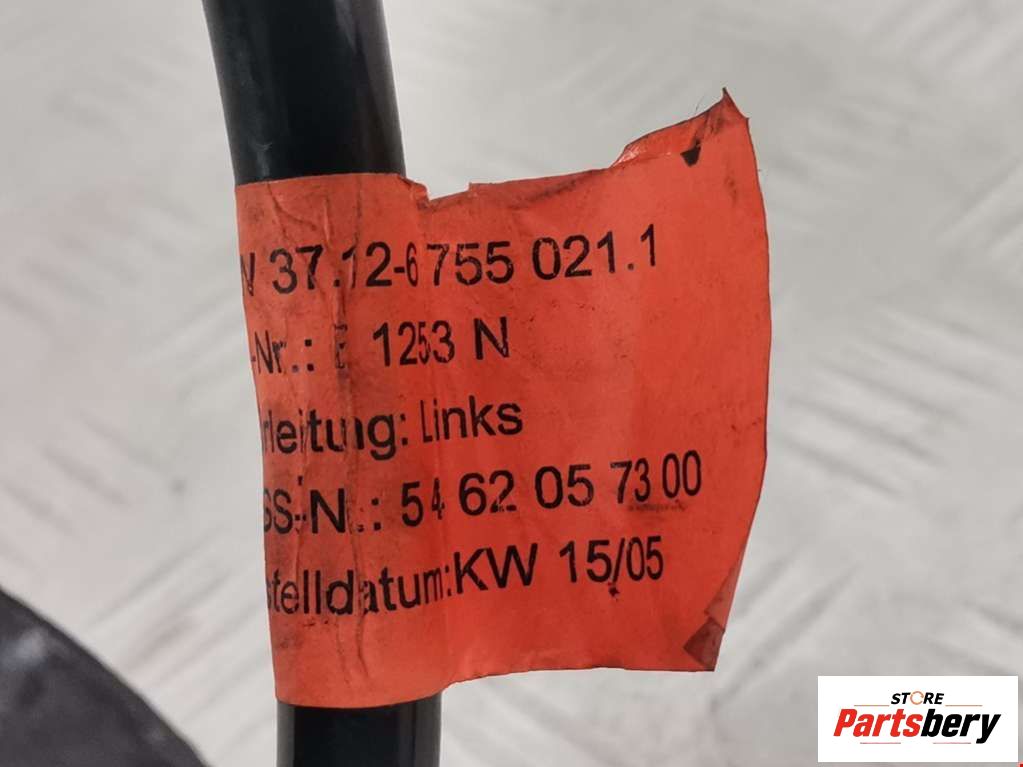 37.12-6755 021.1
-Nr.: E 1253 N
rleitung: Links
SS-Nr.: 54 62 05 73 00
stelldatum:KW 15/05
STORE
Partsbery